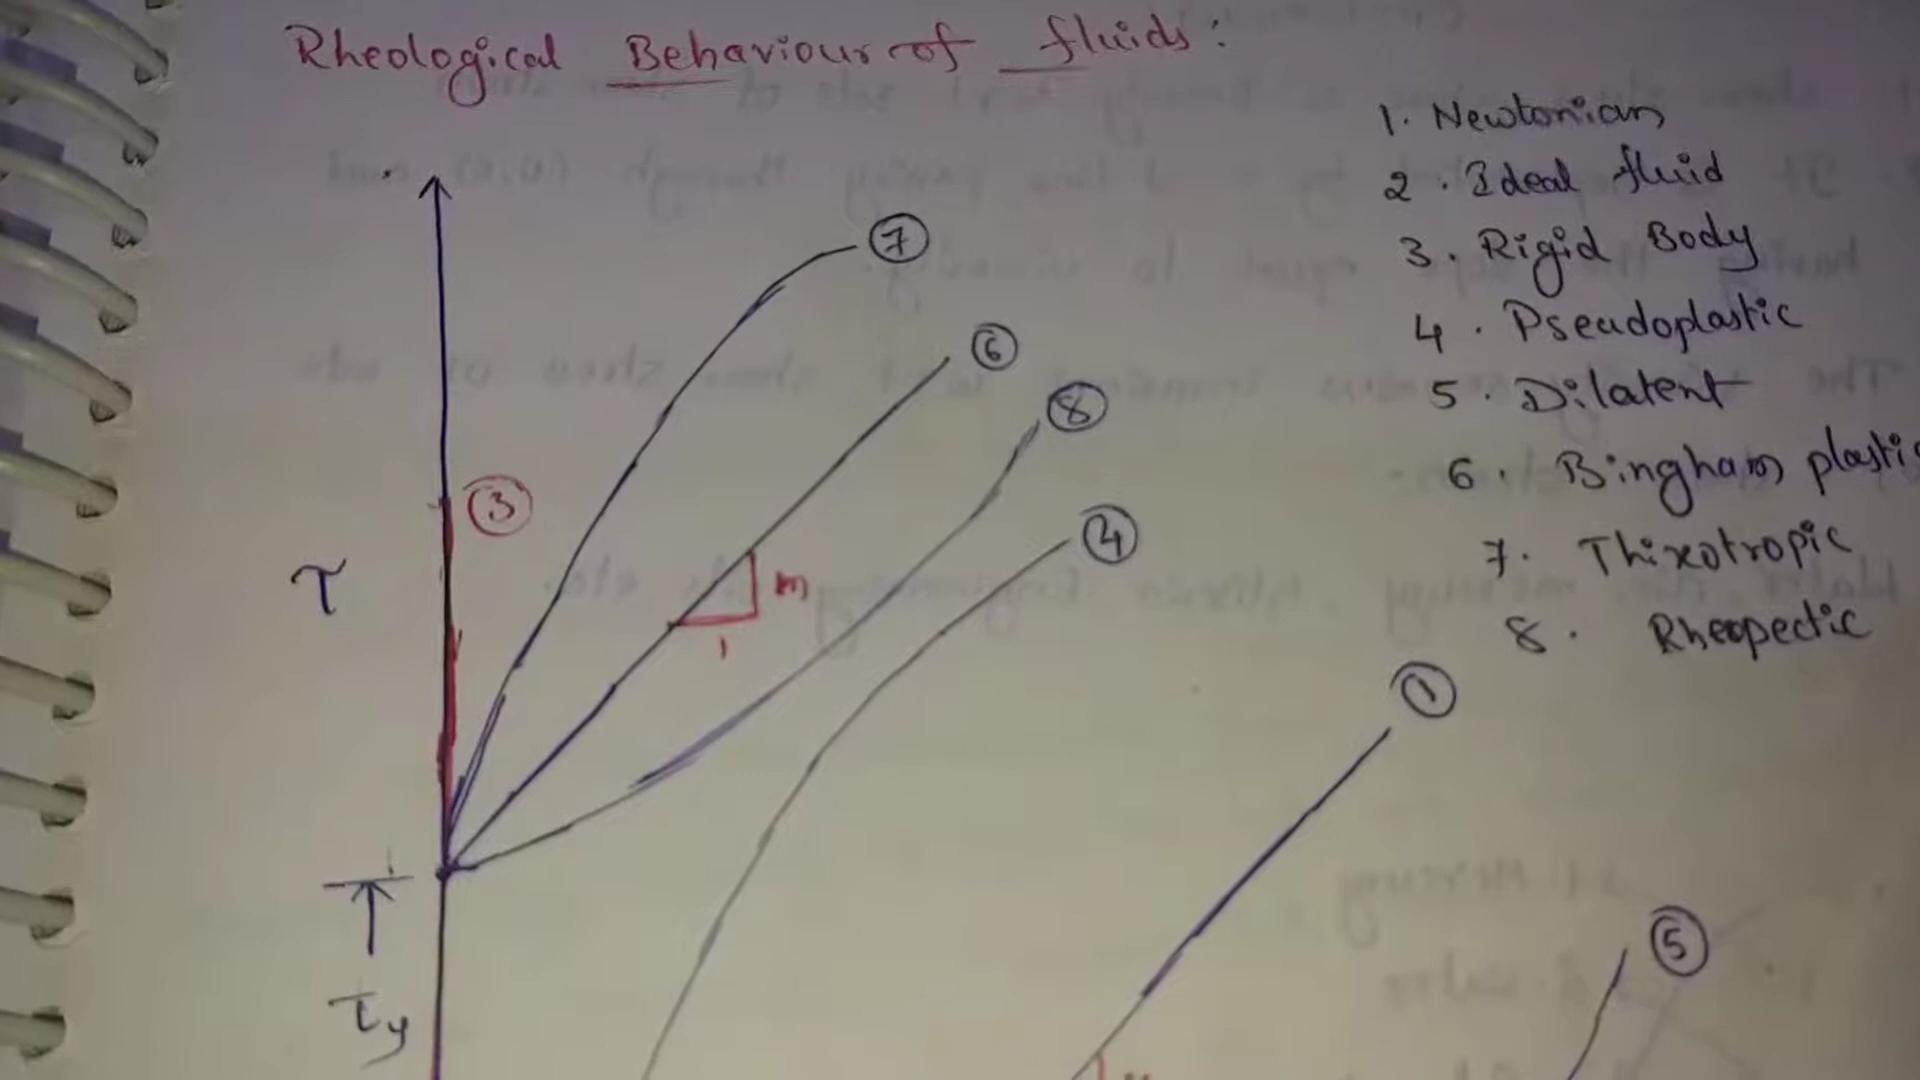 Rheological Behaviour of fluids:
1. Newtonian
2. Ideal fluid
3. Rigid Body
4. Pseudoplastic
5. Dilatent
6. Bingham plastic
7. Thixotropic
8. Rheopectic
7
6
8
3
4
m
1
τ
1
5
τy